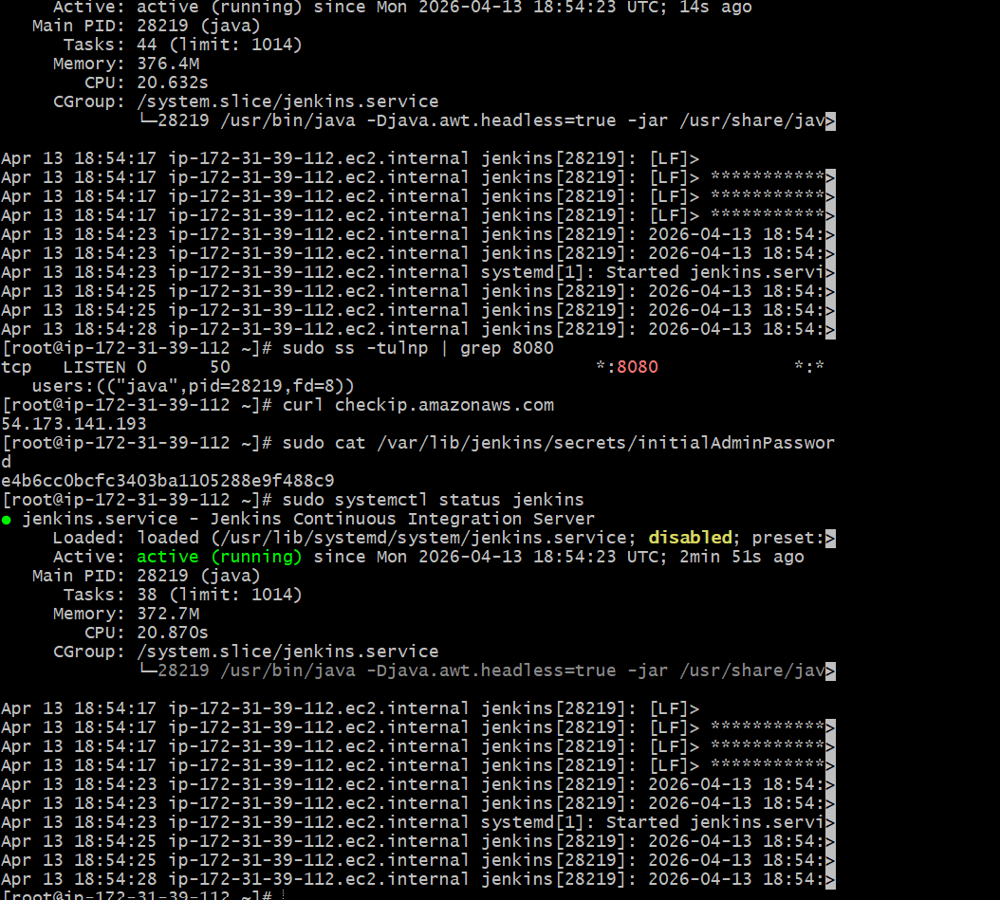 Active: active (running) since Mon 2026-04-13 18:54:23 UTC; 14s ago
   Main PID: 28219 (java)
      Tasks: 44 (limit: 1014)
     Memory: 376.4M
        CPU: 20.632s
     CGroup: /system.slice/jenkins.service
             └─28219 /usr/bin/java -Djava.awt.headless=true -jar /usr/share/jav>

Apr 13 18:54:17 ip-172-31-39-112.ec2.internal jenkins[28219]: [LF]>
Apr 13 18:54:17 ip-172-31-39-112.ec2.internal jenkins[28219]: [LF]> ***********>
Apr 13 18:54:17 ip-172-31-39-112.ec2.internal jenkins[28219]: [LF]> ***********>
Apr 13 18:54:17 ip-172-31-39-112.ec2.internal jenkins[28219]: [LF]> ***********>
Apr 13 18:54:23 ip-172-31-39-112.ec2.internal jenkins[28219]: 2026-04-13 18:54:>
Apr 13 18:54:23 ip-172-31-39-112.ec2.internal jenkins[28219]: 2026-04-13 18:54:>
Apr 13 18:54:23 ip-172-31-39-112.ec2.internal systemd[1]: Started jenkins.servi>
Apr 13 18:54:25 ip-172-31-39-112.ec2.internal jenkins[28219]: 2026-04-13 18:54:>
Apr 13 18:54:25 ip-172-31-39-112.ec2.internal jenkins[28219]: 2026-04-13 18:54:>
Apr 13 18:54:28 ip-172-31-39-112.ec2.internal jenkins[28219]: 2026-04-13 18:54:>
[root@ip-172-31-39-112 ~]# sudo ss -tulnp | grep 8080
tcp   LISTEN 0      50                                   *:8080             *:*
   users:(("java",pid=28219,fd=8))
[root@ip-172-31-39-112 ~]# curl checkip.amazonaws.com
54.173.141.193
[root@ip-172-31-39-112 ~]# sudo cat /var/lib/jenkins/secrets/initialAdminPasswor
d
e4b6cc0bcfc3403ba1105288e9f488c9
[root@ip-172-31-39-112 ~]# sudo systemctl status jenkins
● jenkins.service - Jenkins Continuous Integration Server
     Loaded: loaded (/usr/lib/systemd/system/jenkins.service; disabled; preset:>
     Active: active (running) since Mon 2026-04-13 18:54:23 UTC; 2min 51s ago
   Main PID: 28219 (java)
      Tasks: 38 (limit: 1014)
     Memory: 372.7M
        CPU: 20.870s
     CGroup: /system.slice/jenkins.service
             └─28219 /usr/bin/java -Djava.awt.headless=true -jar /usr/share/jav>

Apr 13 18:54:17 ip-172-31-39-112.ec2.internal jenkins[28219]: [LF]>
Apr 13 18:54:17 ip-172-31-39-112.ec2.internal jenkins[28219]: [LF]> ***********>
Apr 13 18:54:17 ip-172-31-39-112.ec2.internal jenkins[28219]: [LF]> ***********>
Apr 13 18:54:17 ip-172-31-39-112.ec2.internal jenkins[28219]: [LF]> ***********>
Apr 13 18:54:23 ip-172-31-39-112.ec2.internal jenkins[28219]: 2026-04-13 18:54:>
Apr 13 18:54:23 ip-172-31-39-112.ec2.internal jenkins[28219]: 2026-04-13 18:54:>
Apr 13 18:54:23 ip-172-31-39-112.ec2.internal systemd[1]: Started jenkins.servi>
Apr 13 18:54:25 ip-172-31-39-112.ec2.internal jenkins[28219]: 2026-04-13 18:54:>
Apr 13 18:54:25 ip-172-31-39-112.ec2.internal jenkins[28219]: 2026-04-13 18:54:>
Apr 13 18:54:28 ip-172-31-39-112.ec2.internal jenkins[28219]: 2026-04-13 18:54:>
[root@ip-172-31-39-112 ~]#